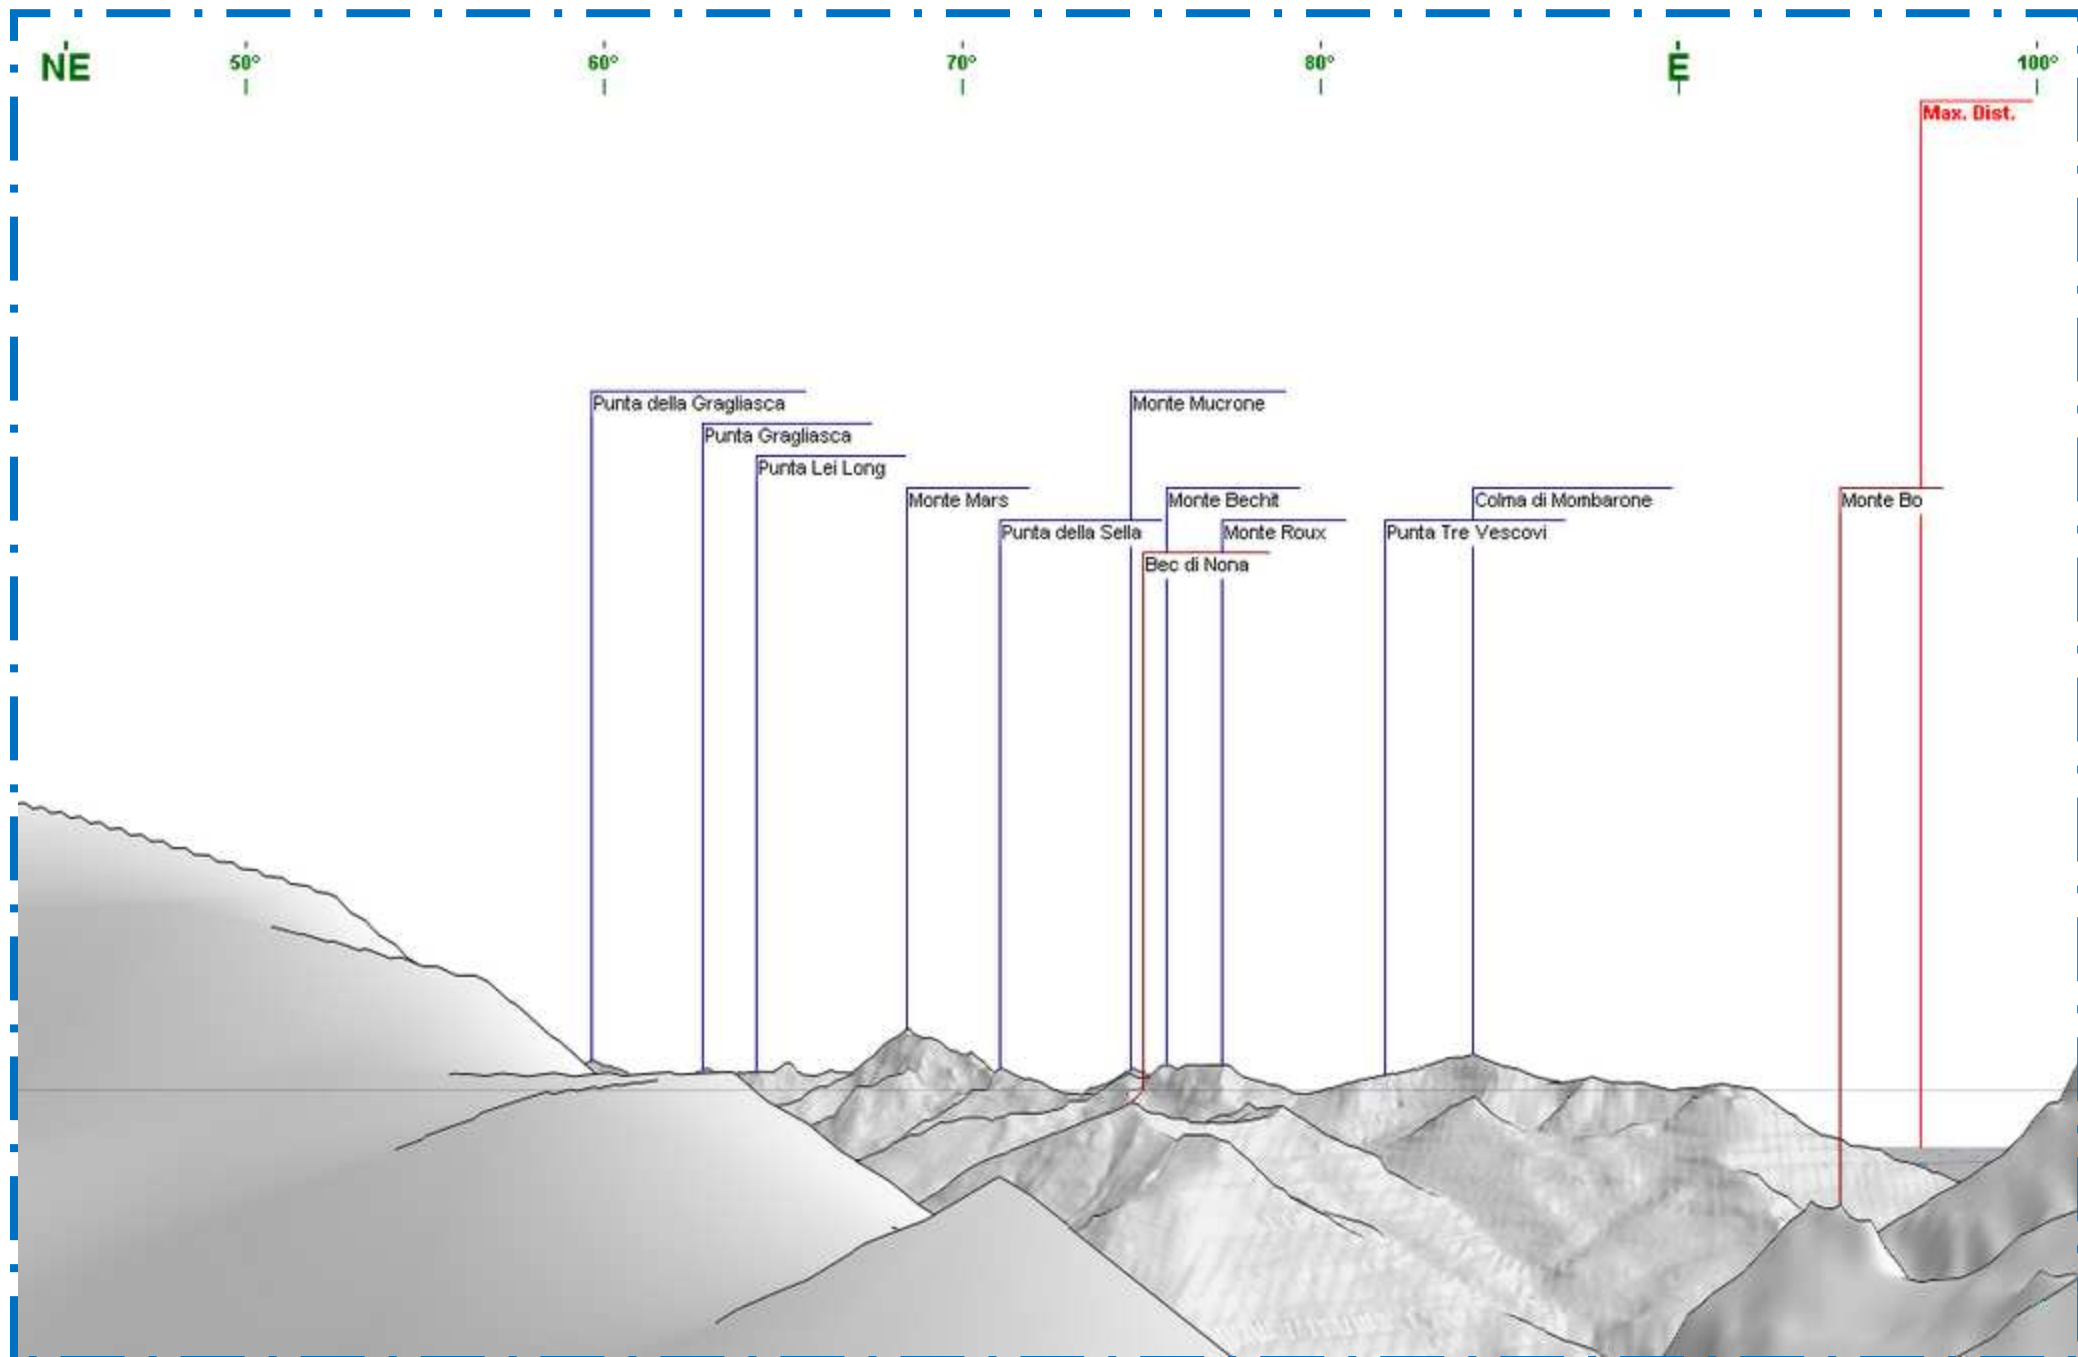 NE 50° 60° 70° 80° E 100°
Max. Dist.
Punta della Gragliasca
Monte Mucrone
Punta Gragliasca
Punta Lei Long
Monte Mars
Monte Bechit
Colma di Mombarone
Monte Bo
Punta della Sella
Monte Roux
Punta Tre Vescovi
Bec di Nona